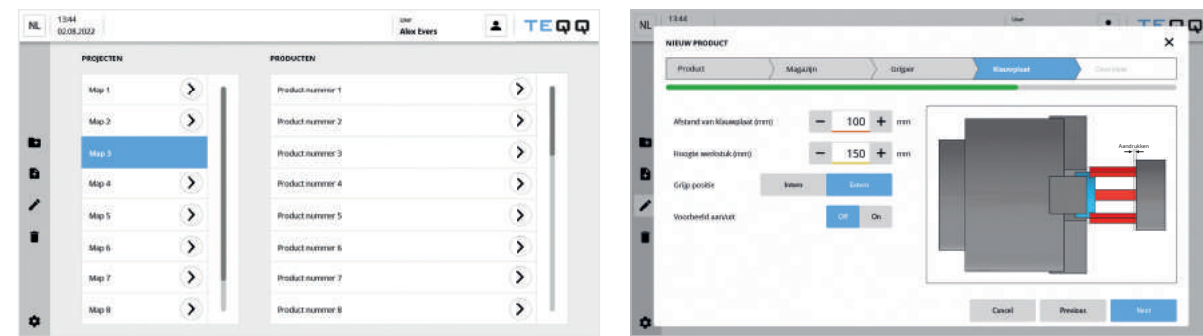 NL
13:44
02.08.2022
User
Alex Evers
TEQQ
PROJECTEN
PRODUCTEN
Map 1
Product nummer 1
Map 2
Product nummer 2
Map 3
Product nummer 3
Map 4
Product nummer 4
Map 5
Product nummer 5
Map 6
Product nummer 6
Map 7
Product nummer 7
Map 8
Product nummer 8
NL
13:44
User
TEQQ
NIEUW PRODUCT
Product
Magazijn
Grijper
Klauwplaat
Afstand van klauwplaat (mm)
− 100 + mm
Hoogte werkstuk (mm)
− 150 + mm
Grijp positie
Intern
Extern
Voorbeeld aan/uit
Off
On
Aandrukken
Cancel
Previous
Next